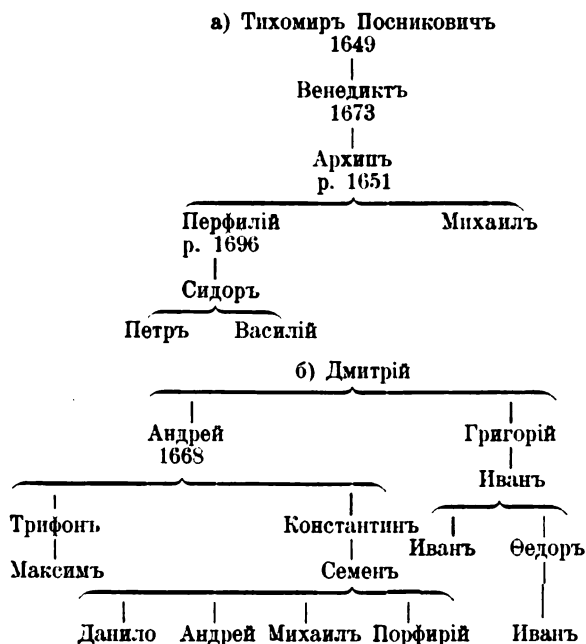 а) Тихомиръ Посниковичъ
1649
Венедиктъ
1673
Архипъ
р. 1651
Перфилій Михаилъ
р. 1696
Сидоръ
Петръ Василій
б) Дмитрій
Андрей Григорій
1668
Иванъ
Трифонъ Константинъ Иванъ Ѳедоръ
Максимъ Семенъ
Данило Андрей Михаилъ Порфирій Иванъ